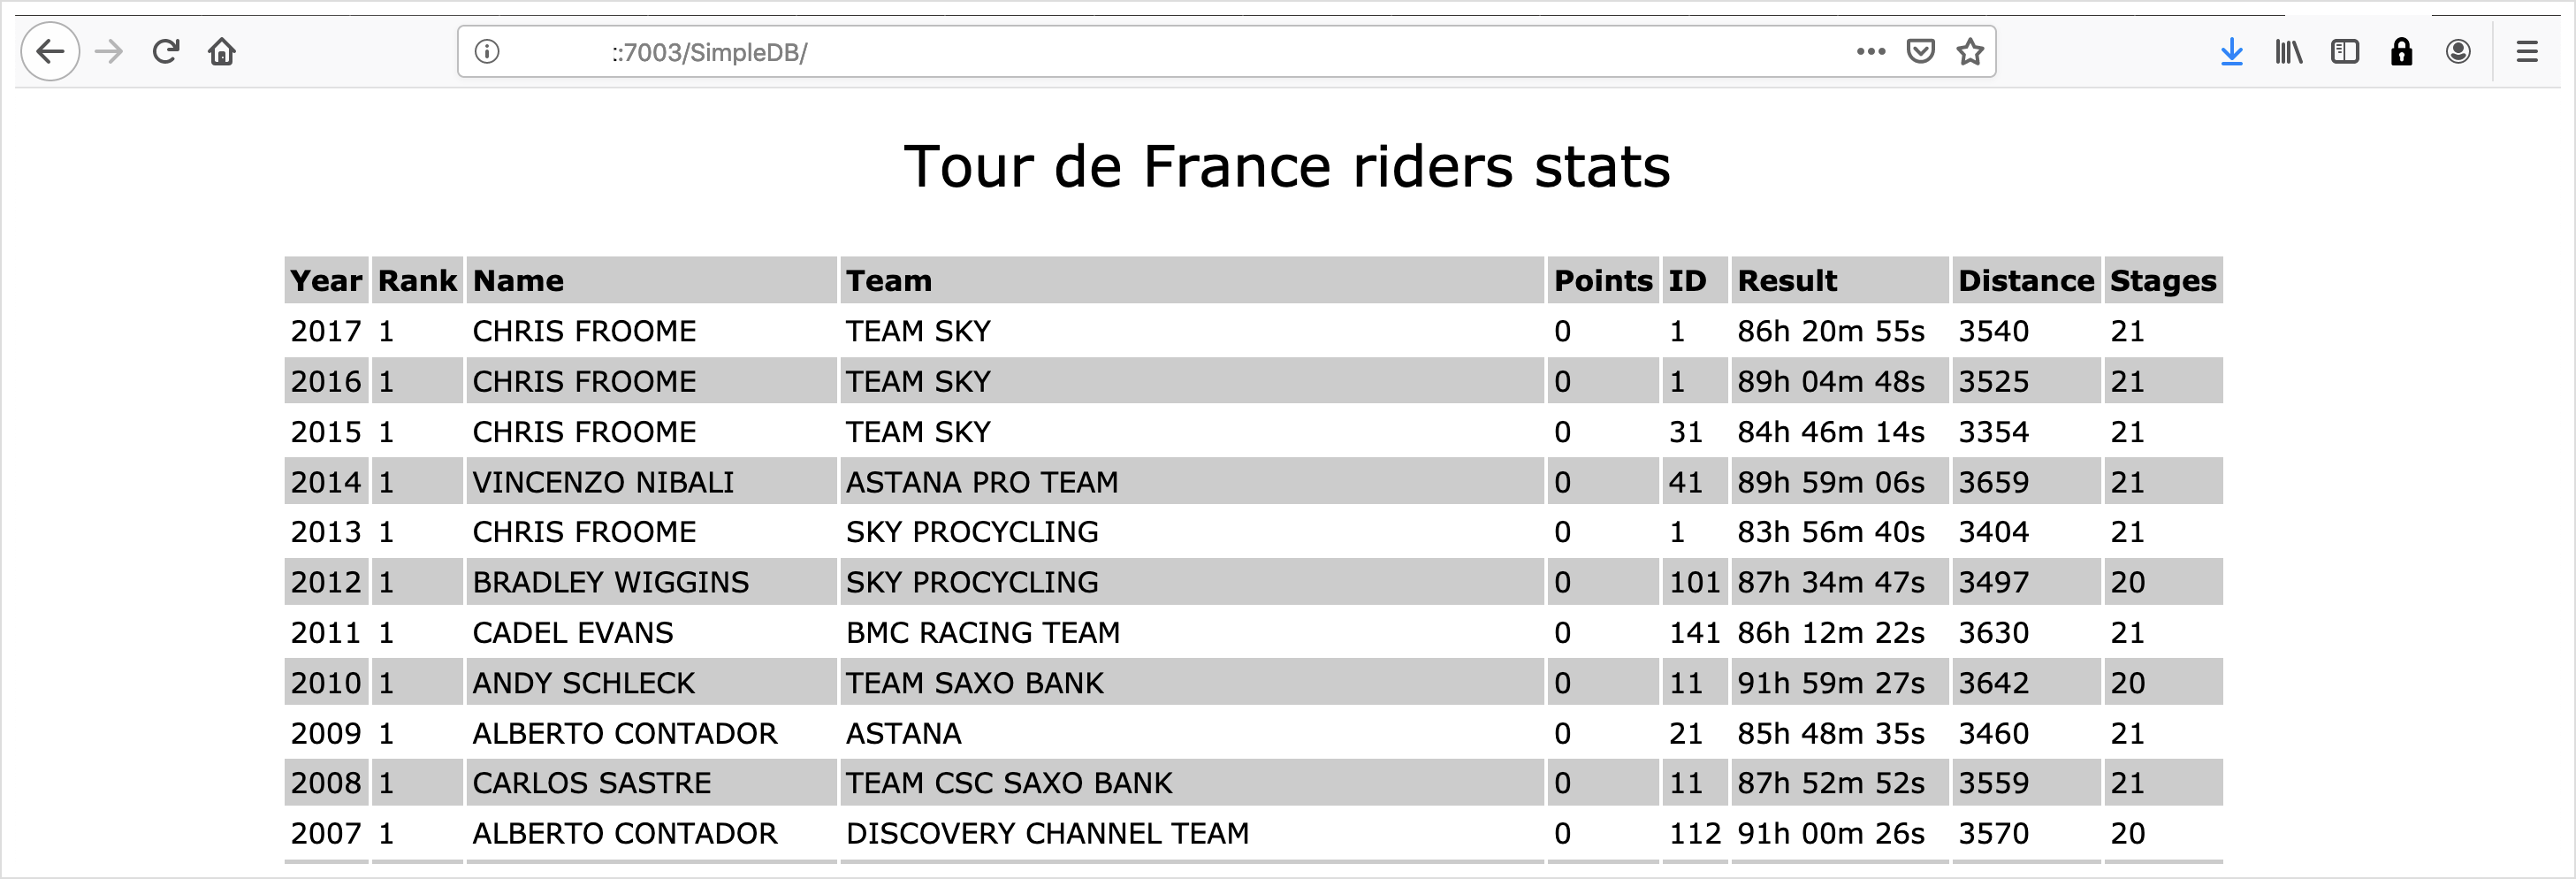 ::7003/SimpleDB/
Tour de France riders stats
Year Rank Name Team Points ID Result Distance Stages
2017 1 CHRIS FROOME TEAM SKY 0 1 86h 20m 55s 3540 21
2016 1 CHRIS FROOME TEAM SKY 0 1 89h 04m 48s 3525 21
2015 1 CHRIS FROOME TEAM SKY 0 31 84h 46m 14s 3354 21
2014 1 VINCENZO NIBALI ASTANA PRO TEAM 0 41 89h 59m 06s 3659 21
2013 1 CHRIS FROOME SKY PROCYCLING 0 1 83h 56m 40s 3404 21
2012 1 BRADLEY WIGGINS SKY PROCYCLING 0 101 87h 34m 47s 3497 20
2011 1 CADEL EVANS BMC RACING TEAM 0 141 86h 12m 22s 3630 21
2010 1 ANDY SCHLECK TEAM SAXO BANK 0 11 91h 59m 27s 3642 20
2009 1 ALBERTO CONTADOR ASTANA 0 21 85h 48m 35s 3460 21
2008 1 CARLOS SASTRE TEAM CSC SAXO BANK 0 11 87h 52m 52s 3559 21
2007 1 ALBERTO CONTADOR DISCOVERY CHANNEL TEAM 0 112 91h 00m 26s 3570 20